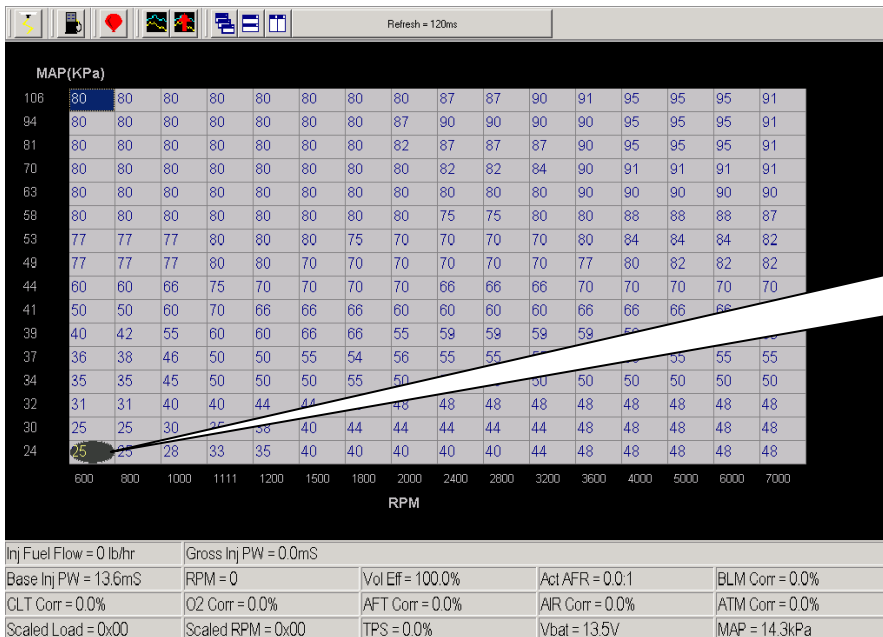 Refresh = 120ms
MAP(KPa)
106 80 80 80 80 80 80 80 80 87 87 90 91 95 95 95 91
94 80 80 80 80 80 80 80 87 90 90 90 90 95 95 95 91
81 80 80 80 80 80 80 80 82 87 87 87 90 95 95 95 91
70 80 80 80 80 80 80 80 80 82 82 84 90 91 91 91 91
63 80 80 80 80 80 80 80 80 80 80 80 90 90 90 90 90
58 80 80 80 80 80 80 80 80 75 75 80 80 88 88 88 87
53 77 77 77 80 80 80 75 70 70 70 70 80 84 84 84 82
49 77 77 77 80 80 70 70 70 70 70 70 77 80 82 82 82
44 60 60 66 75 70 70 70 70 66 66 66 70 70 70 70 70
41 50 50 60 70 66 66 66 60 60 60 60 66 66 66
39 40 42 55 60 60 66 66 55 59 59 59 59
37 36 38 46 50 50 55 54 56 55 55 55 55 55
34 35 35 45 50 50 50 55 50 50 50 50 50 50
32 31 31 40 40 44 48 48 48 48 48 48 48 48 48
30 25 25 30 38 40 44 44 44 44 44 48 48 48 48 48
24 25 25 28 33 35 40 40 40 40 40 44 48 48 48 48 48
600 800 1000 1111 1200 1500 1800 2000 2400 2800 3200 3600 4000 5000 6000 7000
RPM
Inj Fuel Flow = 0 lb/hr Gross Inj PW = 0.0mS
Base Inj PW = 13.6mS RPM = 0 Vol Eff = 100.0% Act AFR = 0.0:1 BLM Corr = 0.0%
CLT Corr = 0.0% O2 Corr = 0.0% AFT Corr = 0.0% AIR Corr = 0.0% ATM Corr = 0.0%
Scaled Load = 0x00 Scaled RPM = 0x00 TPS = 0.0% Vbat = 13.5V MAP = 14.3kPa